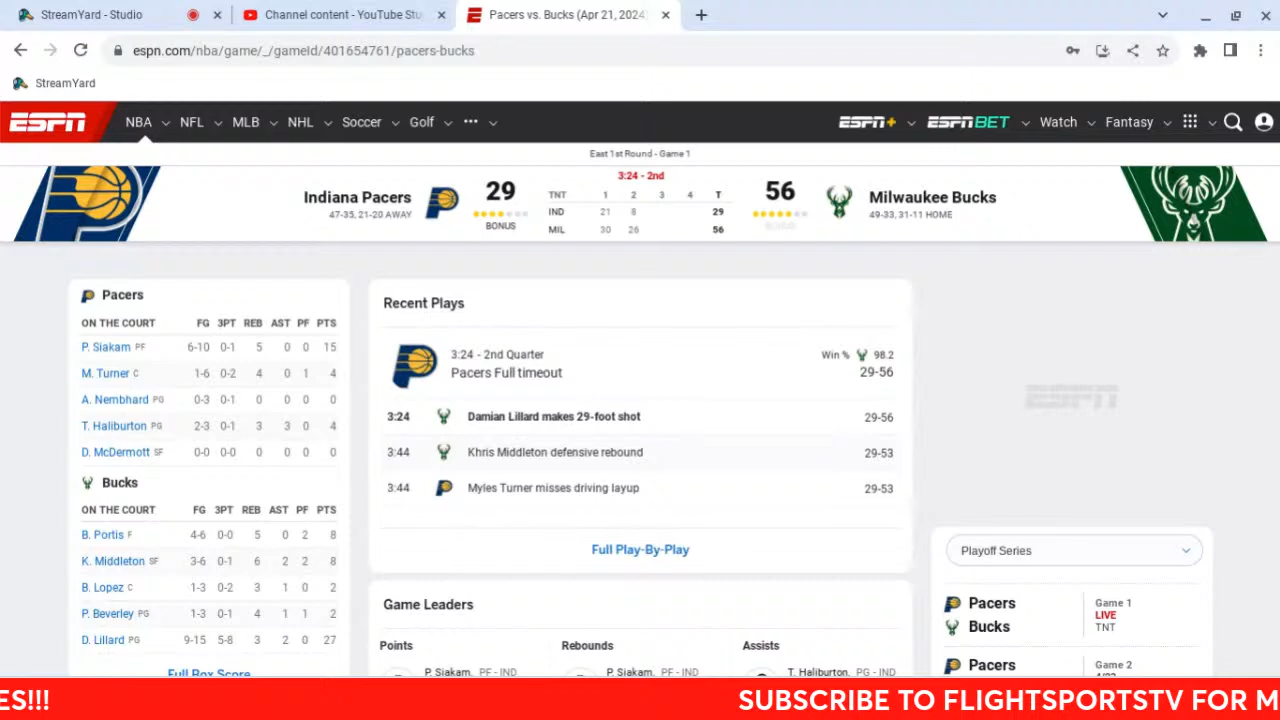 StreamYard - Studio
Channel content - YouTube Stu
Pacers vs. Bucks (Apr 21, 2024)
espn.com/nba/game/_/gameId/401654761/pacers-bucks
StreamYard
ESPN NBA NFL MLB NHL Soccer Golf ••• ESPN+ ESPN BET Watch Fantasy
East 1st Round - Game 1
Indiana Pacers
47-35, 21-20 AWAY
29
BONUS
3:24 - 2nd
TNT 1 2 3 4 T
IND 21 8 29
MIL 30 26 56
56
BONUS
Milwaukee Bucks
49-33, 31-11 HOME
Pacers
ON THE COURT FG 3PT REB AST PF PTS
P. Siakam PF 6-10 0-1 5 0 0 15
M. Turner C 1-6 0-2 4 0 1 4
A. Nembhard PG 0-3 0-1 0 0 0 0
T. Haliburton PG 2-3 0-1 3 3 0 4
D. McDermott SF 0-0 0-0 0 0 0 0
Bucks
ON THE COURT FG 3PT REB AST PF PTS
B. Portis F 4-6 0-0 5 0 2 8
K. Middleton SF 3-6 0-1 6 2 2 8
B. Lopez C 1-3 0-2 3 1 0 2
P. Beverley PG 1-3 0-1 4 1 1 2
D. Lillard PG 9-15 5-8 3 2 0 27
Full Box Score
Recent Plays
3:24 - 2nd Quarter
Pacers Full timeout
Win % 98.2
29-56
3:24 Damian Lillard makes 29-foot shot 29-56
3:44 Khris Middleton defensive rebound 29-53
3:44 Myles Turner misses driving layup 29-53
Full Play-By-Play
Game Leaders
Points Rebounds Assists
P. Siakam, PF - IND P. Siakam, PF - IND T. Haliburton, PG - IND
ESPN
Playoff Series
Pacers
Bucks
Game 1
LIVE
TNT
Pacers
Game 2
ES!!! SUBSCRIBE TO FLIGHTSPORTSTV FOR M